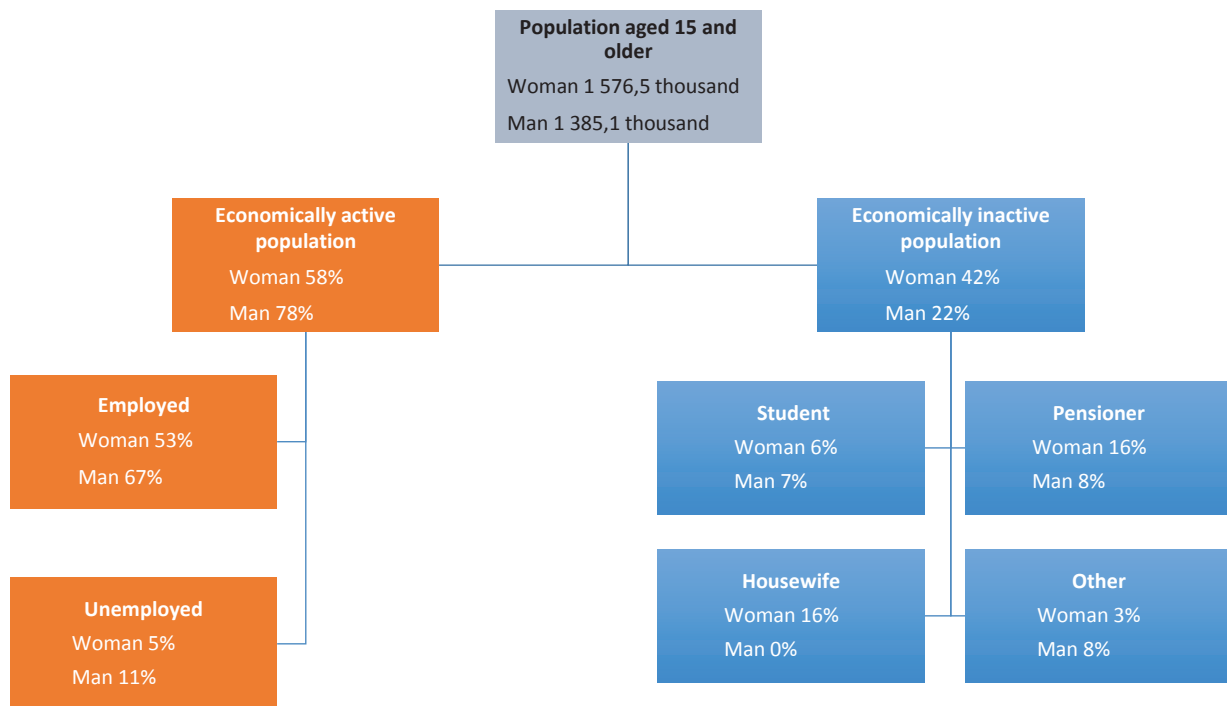 Population aged 15 and
older
Woman 1 576,5 thousand
Man 1 385,1 thousand
Economically active
population
Woman 58%
Man 78%
Economically inactive
population
Woman 42%
Man 22%
Employed
Woman 53%
Man 67%
Unemployed
Woman 5%
Man 11%
Student
Woman 6%
Man 7%
Pensioner
Woman 16%
Man 8%
Housewife
Woman 16%
Man 0%
Other
Woman 3%
Man 8%